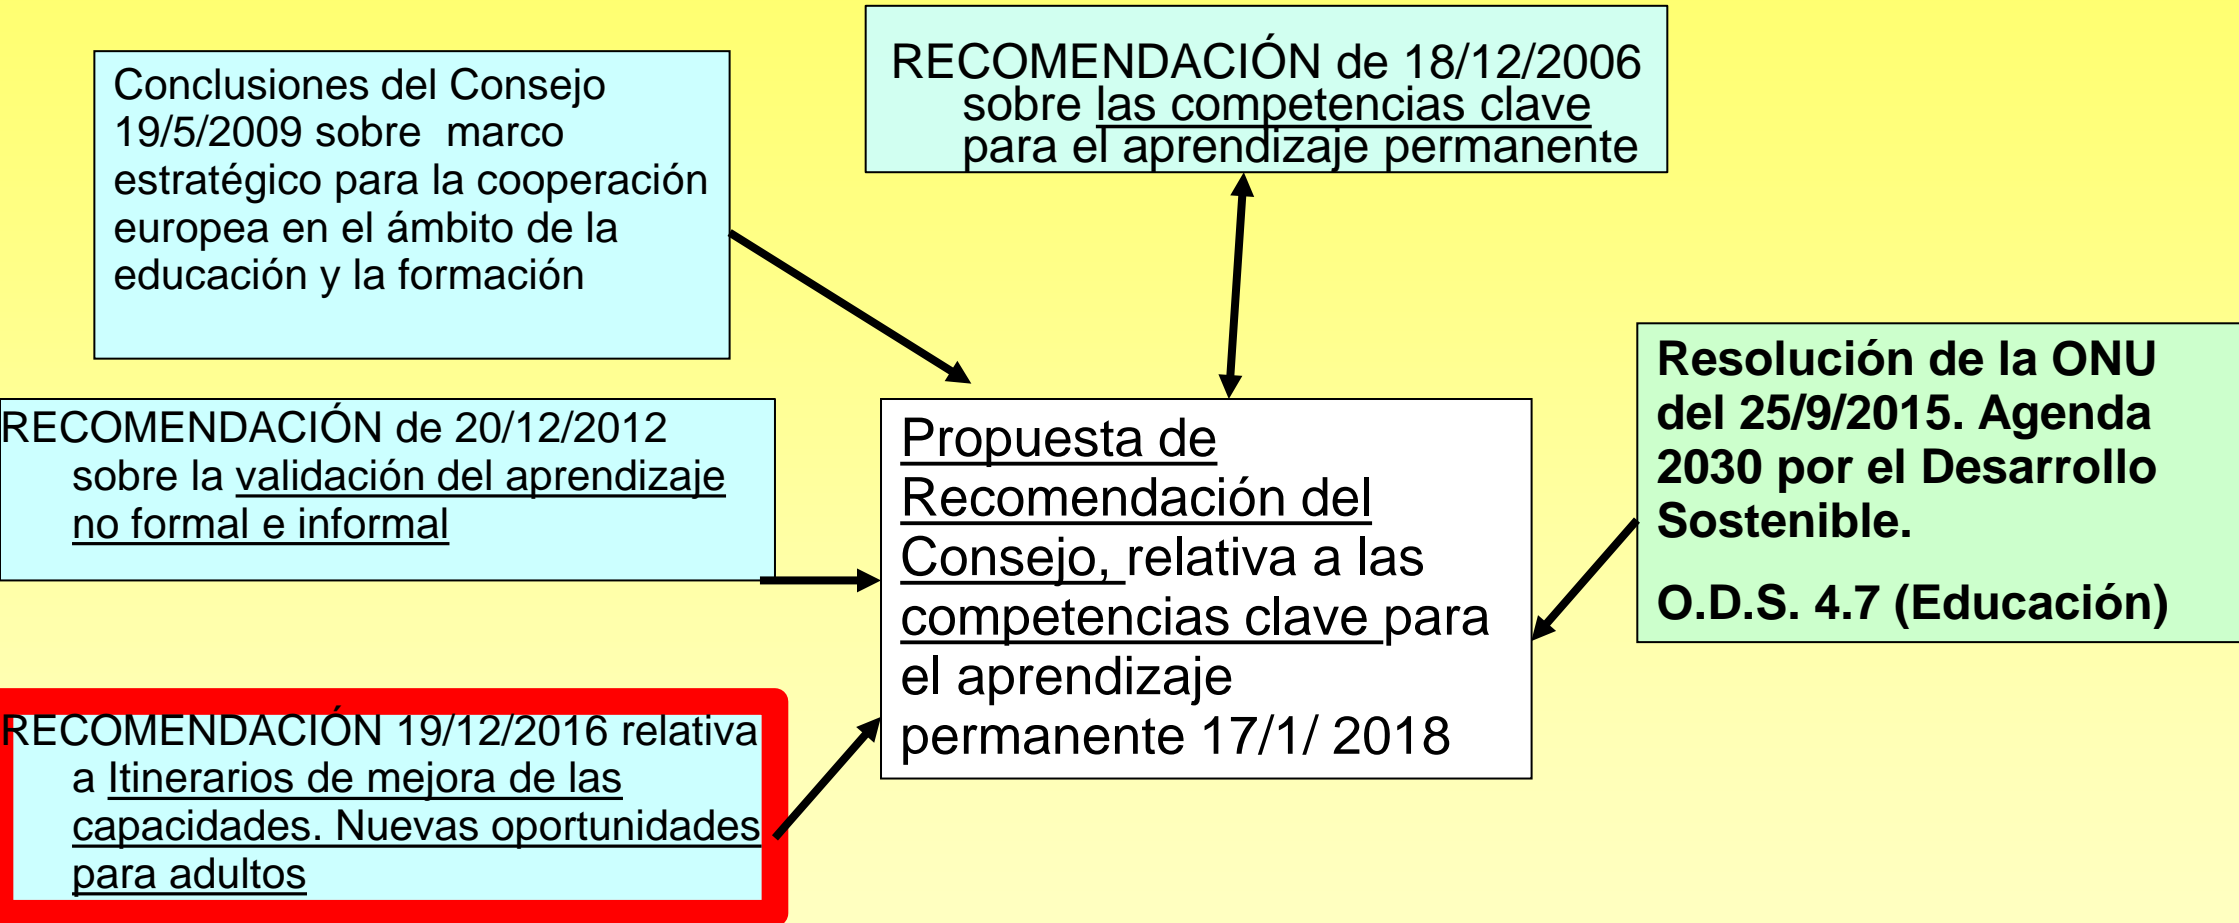 Conclusiones del Consejo
19/5/2009 sobre marco
estratégico para la cooperación
europea en el ámbito de la
educación y la formación
RECOMENDACIÓN de 18/12/2006
sobre las competencias clave
para el aprendizaje permanente
RECOMENDACIÓN de 20/12/2012
sobre la validación del aprendizaje
no formal e informal
Propuesta de
Recomendación del
Consejo, relativa a las
competencias clave para
el aprendizaje
permanente 17/1/ 2018
Resolución de la ONU
del 25/9/2015. Agenda
2030 por el Desarrollo
Sostenible.
O.D.S. 4.7 (Educación)
RECOMENDACIÓN 19/12/2016 relativa
a Itinerarios de mejora de las
capacidades. Nuevas oportunidades
para adultos